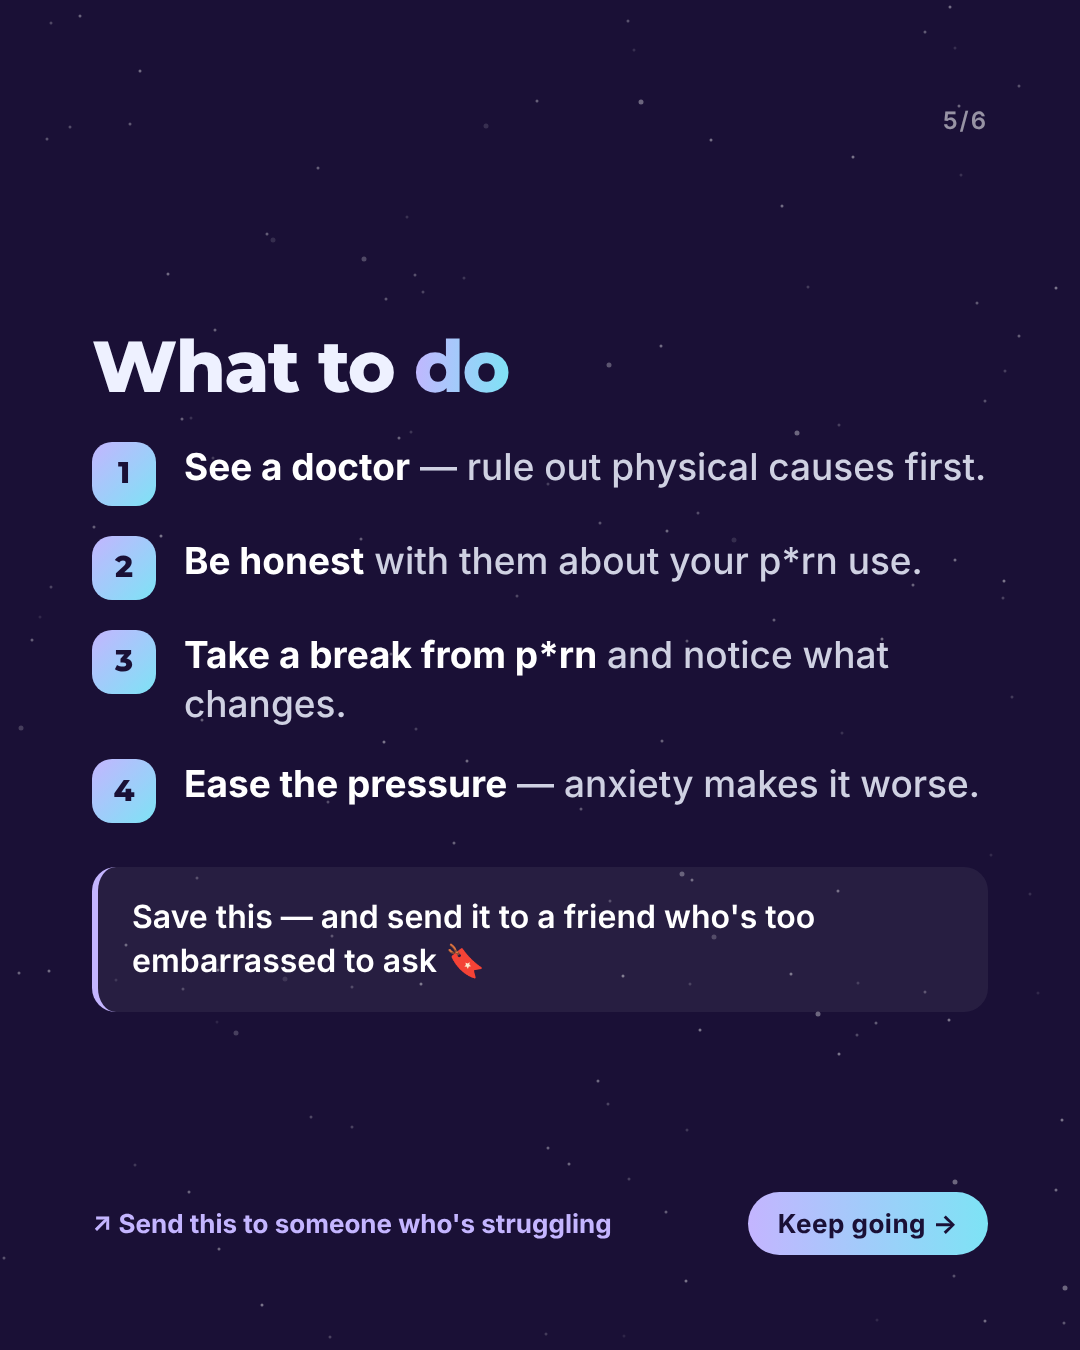 5/6
What to do
1 See a doctor — rule out physical causes first.
2 Be honest with them about your p*rn use.
3 Take a break from p*rn and notice what
changes.
4 Ease the pressure — anxiety makes it worse.
Save this — and send it to a friend who's too
embarrassed to ask 🔖
↗ Send this to someone who's struggling
Keep going →